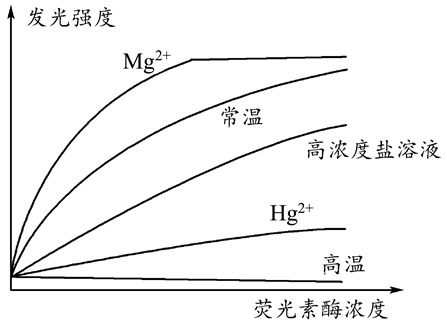 发光强度
Mg²⁺
常温
高浓度盐溶液
Hg²⁺
高温
荧光素酶浓度